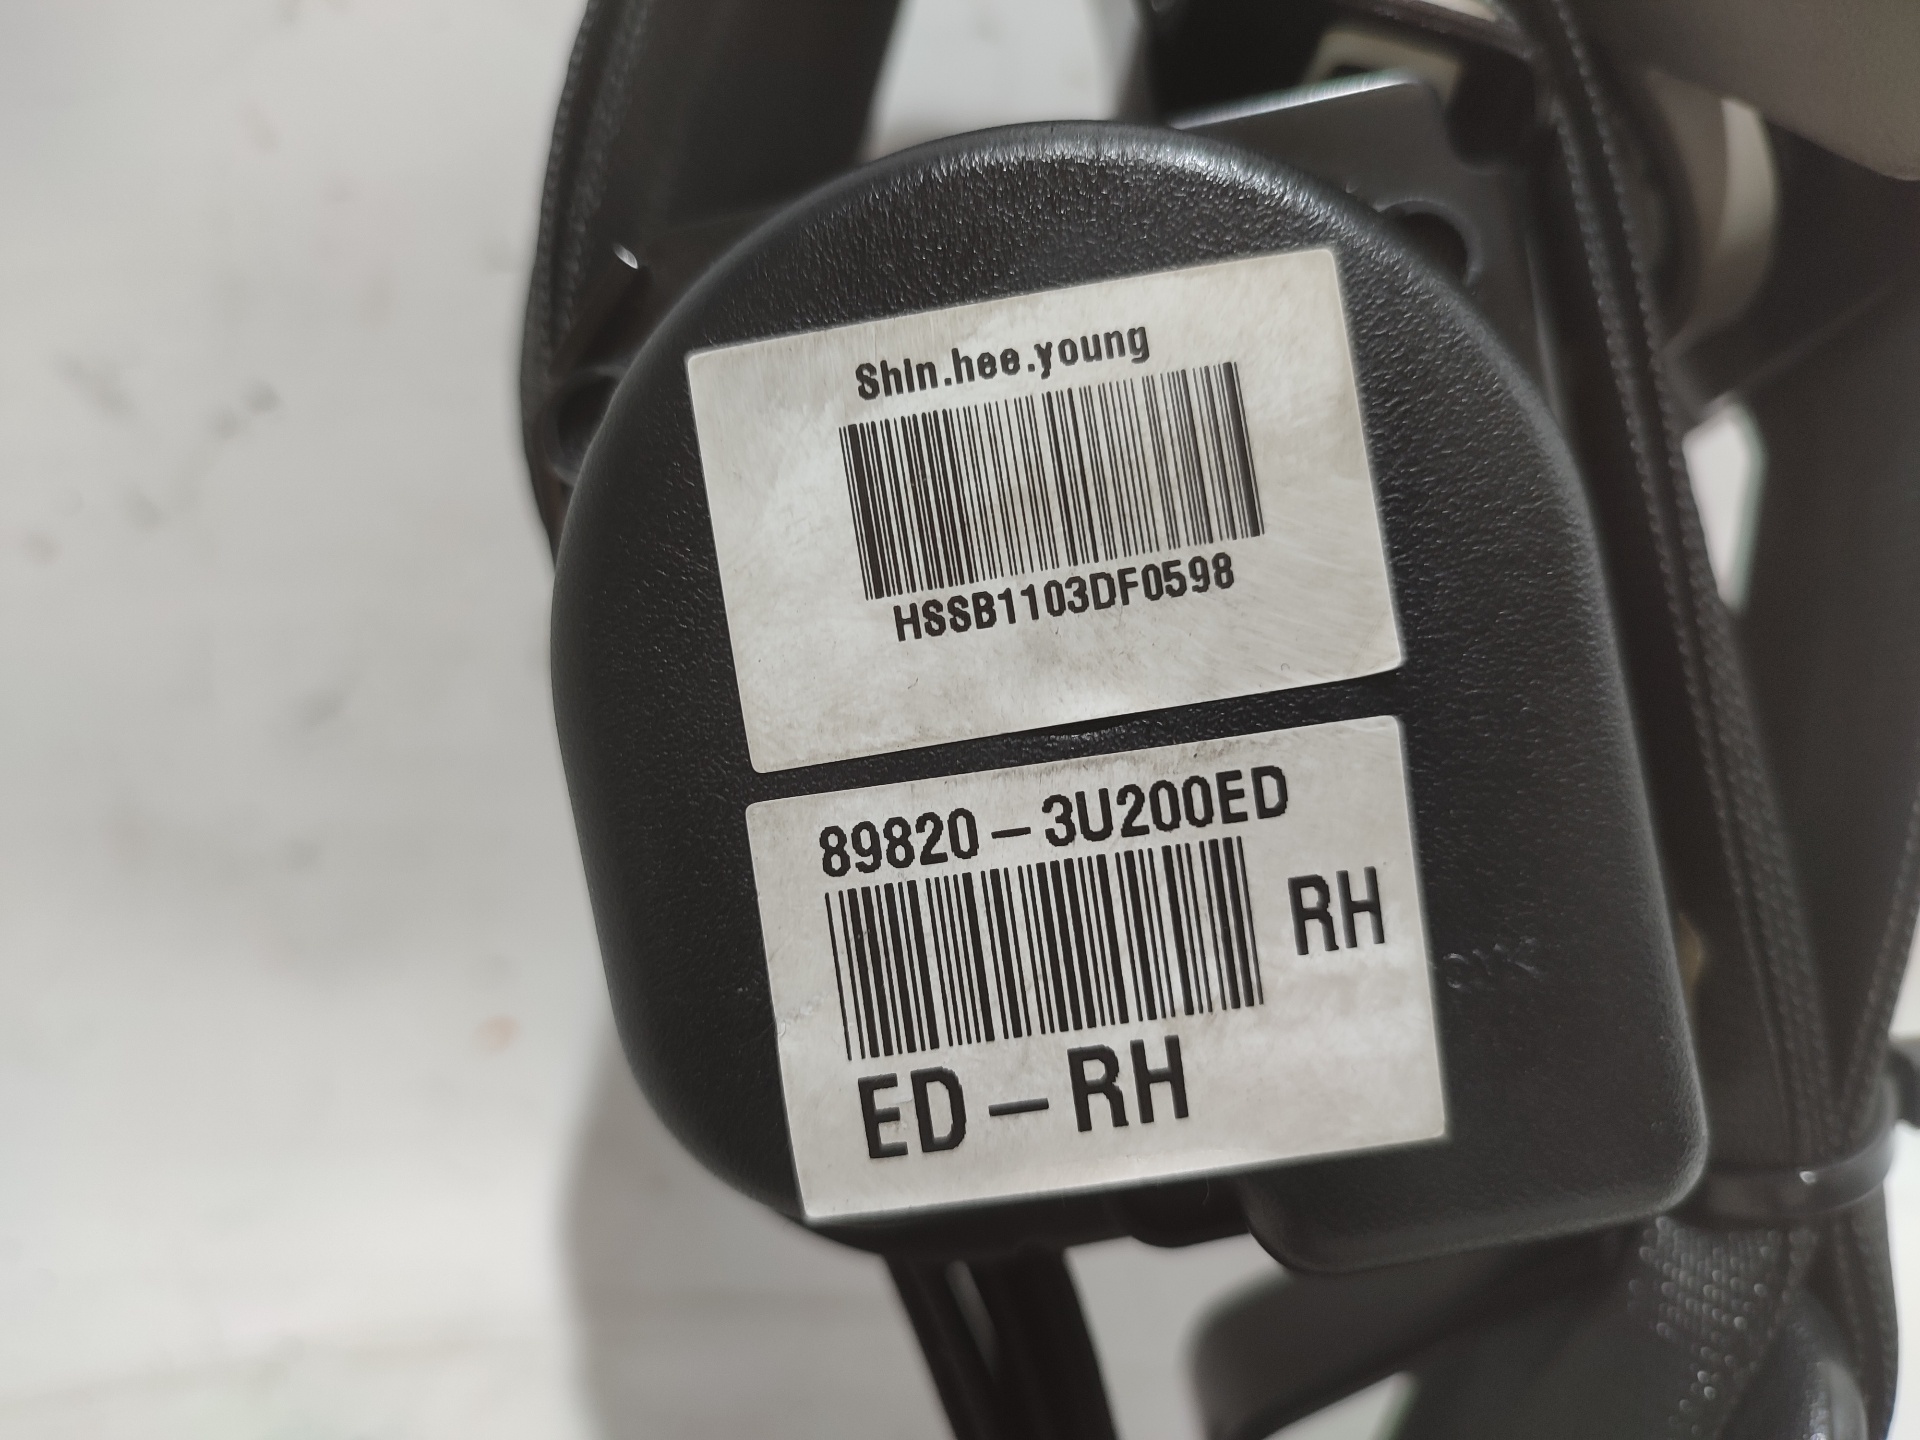 Shin.hee.young
HSSB1103DF0598
89820-3U200ED
RH
ED-RH